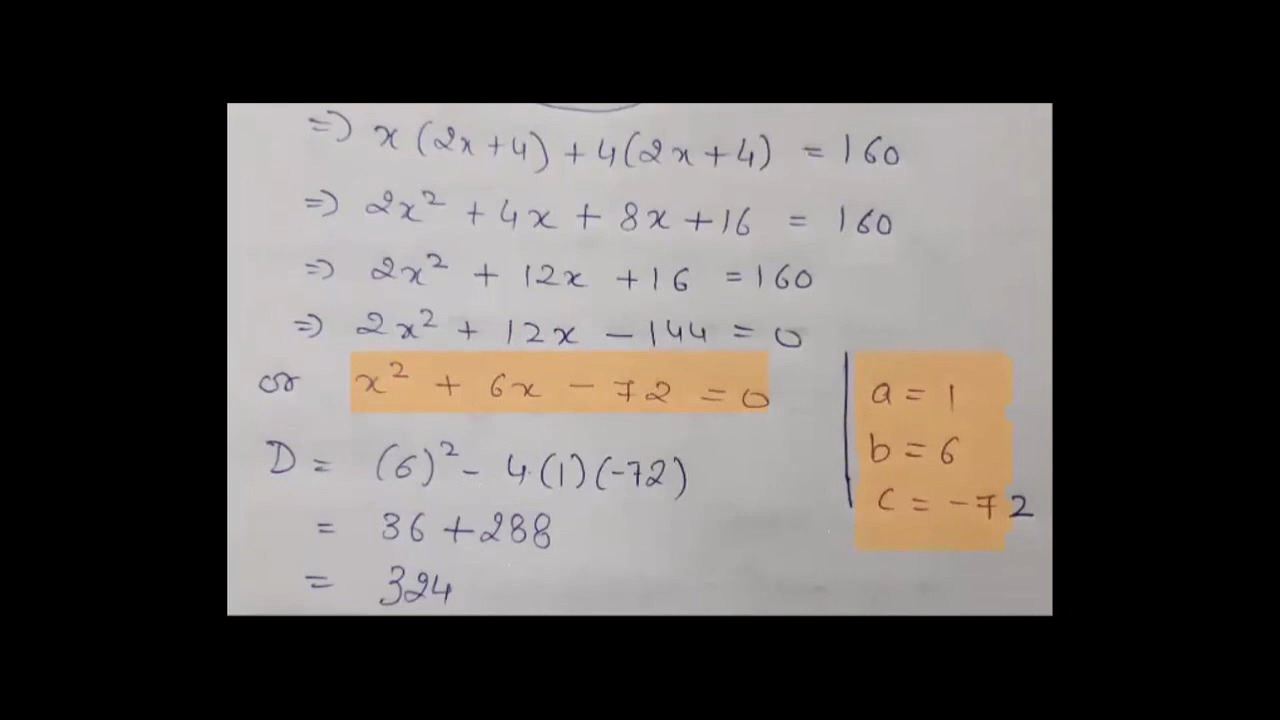 ⇒ x(2x+4) + 4(2x+4) = 160
⇒ 2x² + 4x + 8x + 16 = 160
⇒ 2x² + 12x + 16 = 160
⇒ 2x² + 12x - 144 = 0
or x² + 6x - 72 = 0
D = (6)² - 4·(1)(-72)
= 36 + 288
= 324
a = 1
b = 6
c = -72